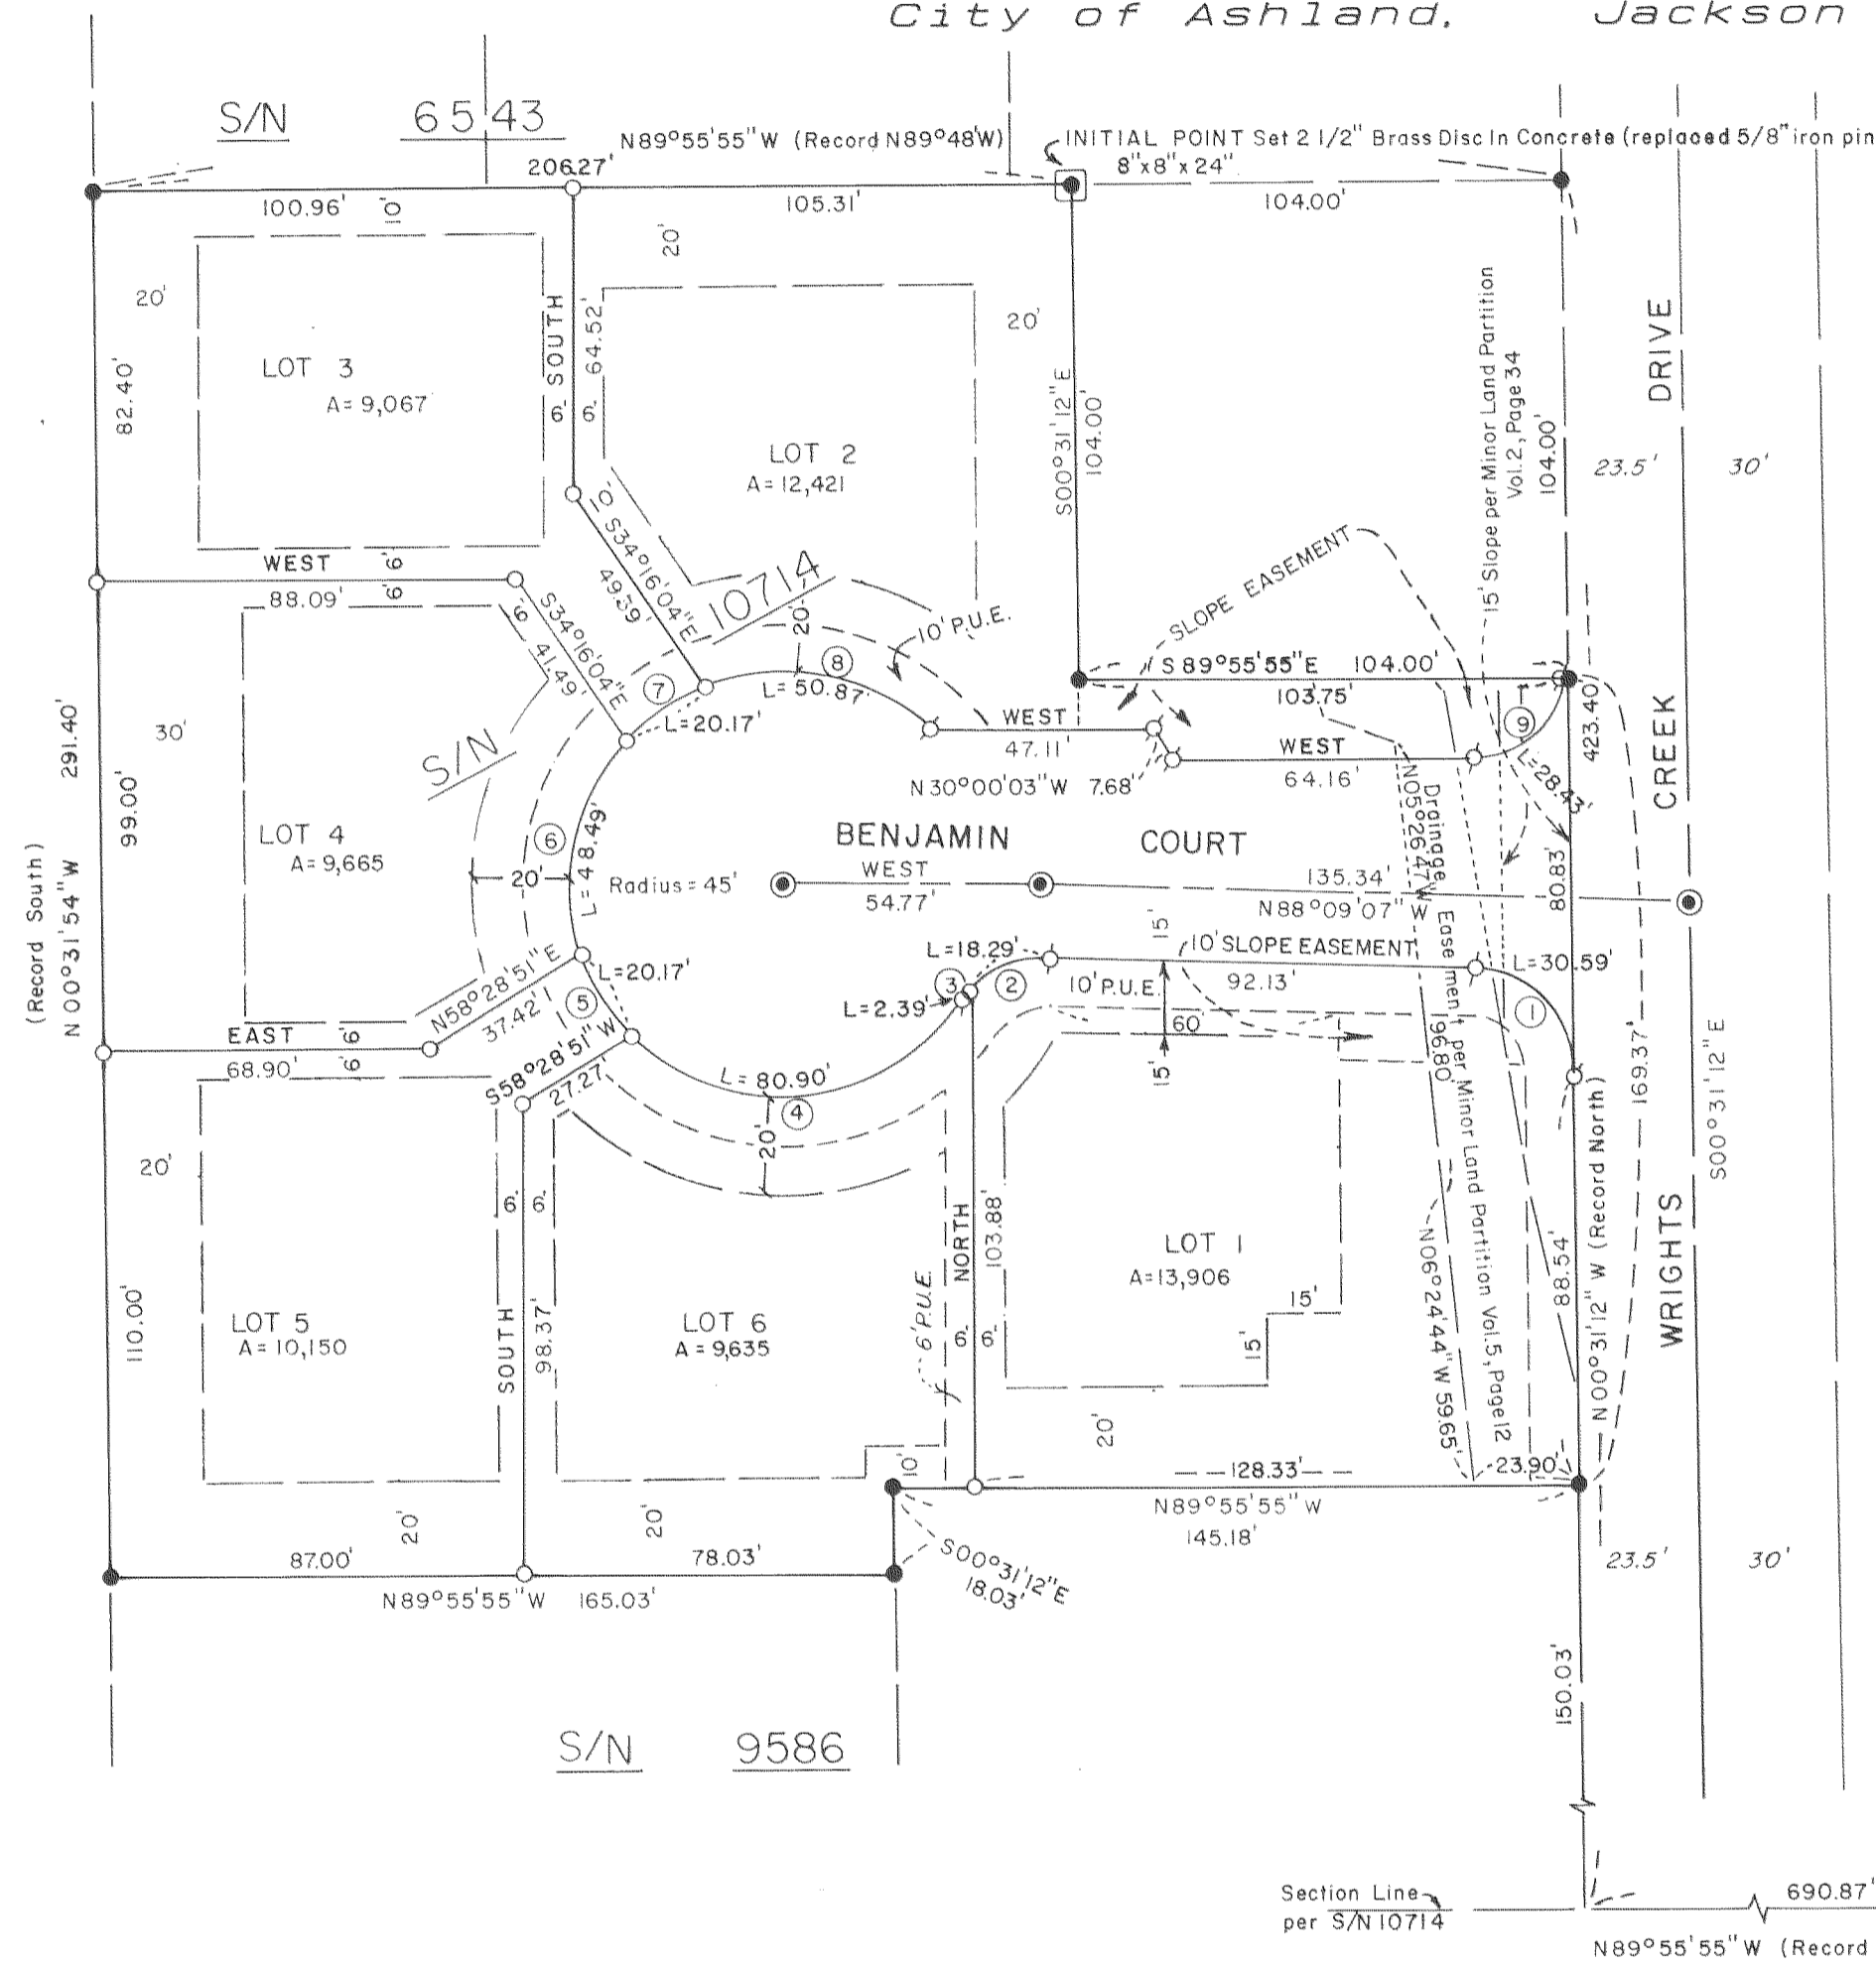 City of Ashland. Jackson
S/N 6543
N89°55'55"W (Record N89°48'W)
206.27'
INITIAL POINT Set 2 1/2" Brass Disc In Concrete (replaced 5/8" iron pin
8"x8"x24"
100.96'
10'
105.31'
104.00'
20'
20'
20'
LOT 3
A= 9,067
82.40'
SOUTH
64.52'
6'
6'
LOT 2
A= 12,421
S00°31'12"E
104.00'
15' Slope per Minor Land Partition
Vol.2, Page 34
104.00'
23.5'
30'
WRIGHTS CREEK DRIVE
WEST
6'
88.09'
6'
10'
S34°16'04"E
49.39'
6'
S34°16'04"E
41.49'
S/N 10714
20'
10' P.U.E.
SLOPE EASEMENT
8
L=50.87'
7
L=20.17'
S89°55'55"E 104.00'
103.75'
WEST
47.11'
N30°00'03"W 7.68'
WEST
64.16'
9
L=28.43'
423.40'
(Record South)
N00°31'54"W 291.40'
30'
99.00'
LOT 4
A= 9,665
6
L=48.49'
20'
Radius= 45'
BENJAMIN COURT
WEST
54.77'
135.34'
N88°09'07"W
80.83'
N05°26'47"W
196.80'
Drainage Easement per Minor Land Partition Vol.5, Page 12
15'
10' SLOPE EASEMENT
92.13'
L=18.29'
3
2
10' P.U.E.
L=2.39'
60
15'
L=30.59'
1
EAST
6'
68.90'
6'
N58°28'51"E
37.42'
L=20.17'
5
S58°28'51"W
27.27'
L= 80.90'
4
20'
169.37'
S00°31'12"E
20'
110.00'
LOT 5
A= 10,150
6'
6'
SOUTH
98.37'
LOT 6
A= 9,635
6' P.U.E.
NORTH
103.88'
6'
6'
LOT 1
A=13,906
15'
15'
N06°24'44"W 59.65'
88.54'
N00°31'12"W (Record North)
20'
20'
10'
20'
128.33'
23.90'
N89°55'55"W
145.18'
87.00'
78.03'
N89°55'55"W 165.03'
S00°31'12"E
18.03'
23.5'
30'
150.03'
S/N 9586
Section Line
per S/N 10714
690.87'
N89°55'55"W (Record